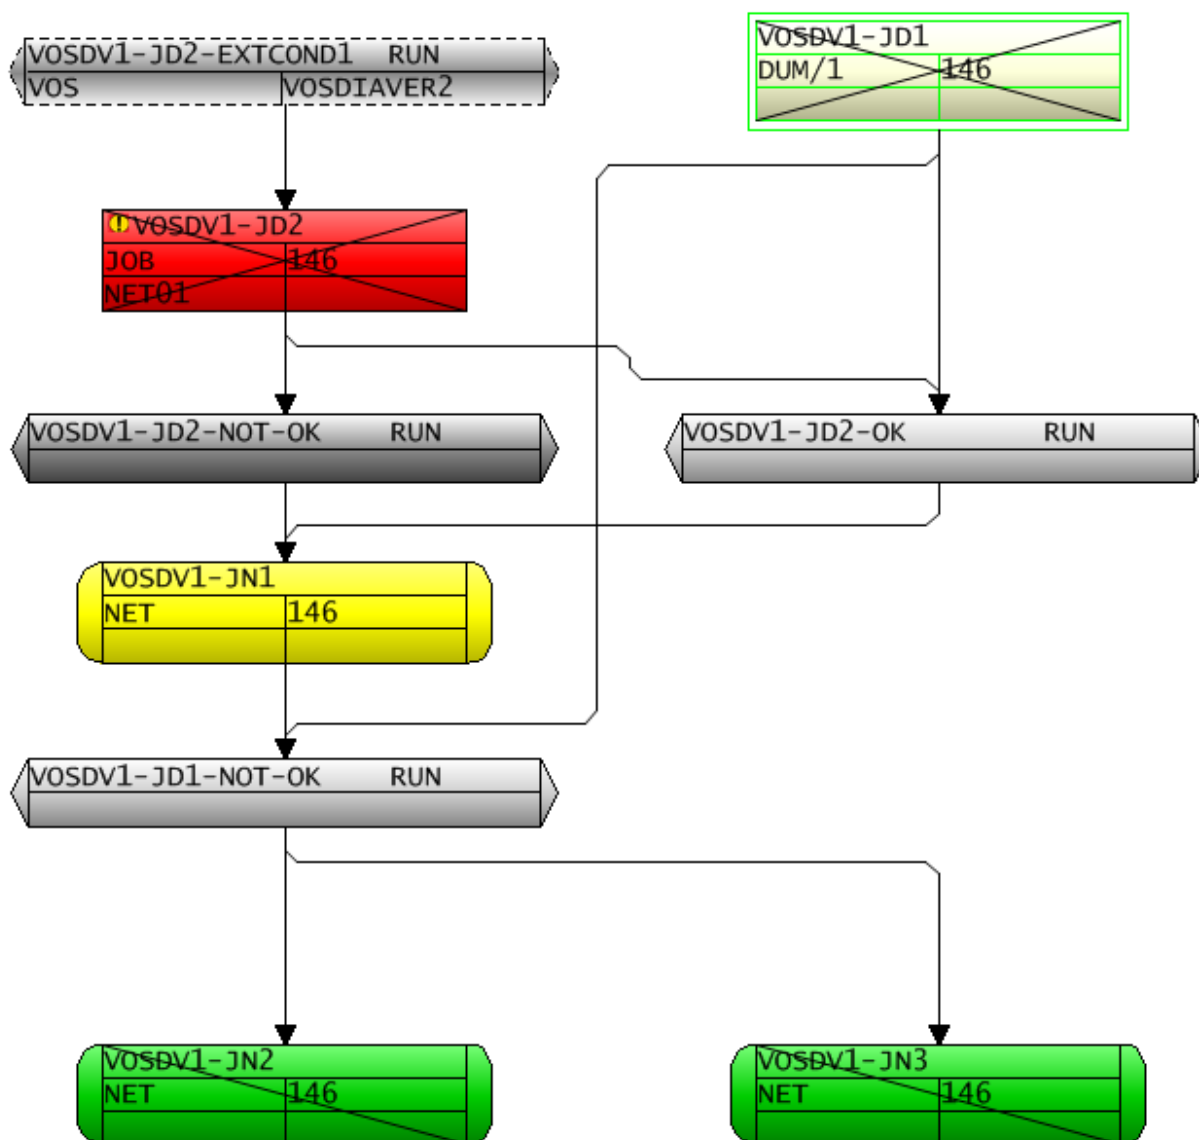 VOSDV1-JD2-EXTCOND1 RUN
VOS VOSDIAVER2
VOSDV1-JD1
DUM/1 146
! VOSDV1-JD2
JOB 146
NET01
VOSDV1-JD2-NOT-OK RUN
VOSDV1-JD2-OK RUN
VOSDV1-JN1
NET 146
VOSDV1-JD1-NOT-OK RUN
VOSDV1-JN2
NET 146
VOSDV1-JN3
NET 146